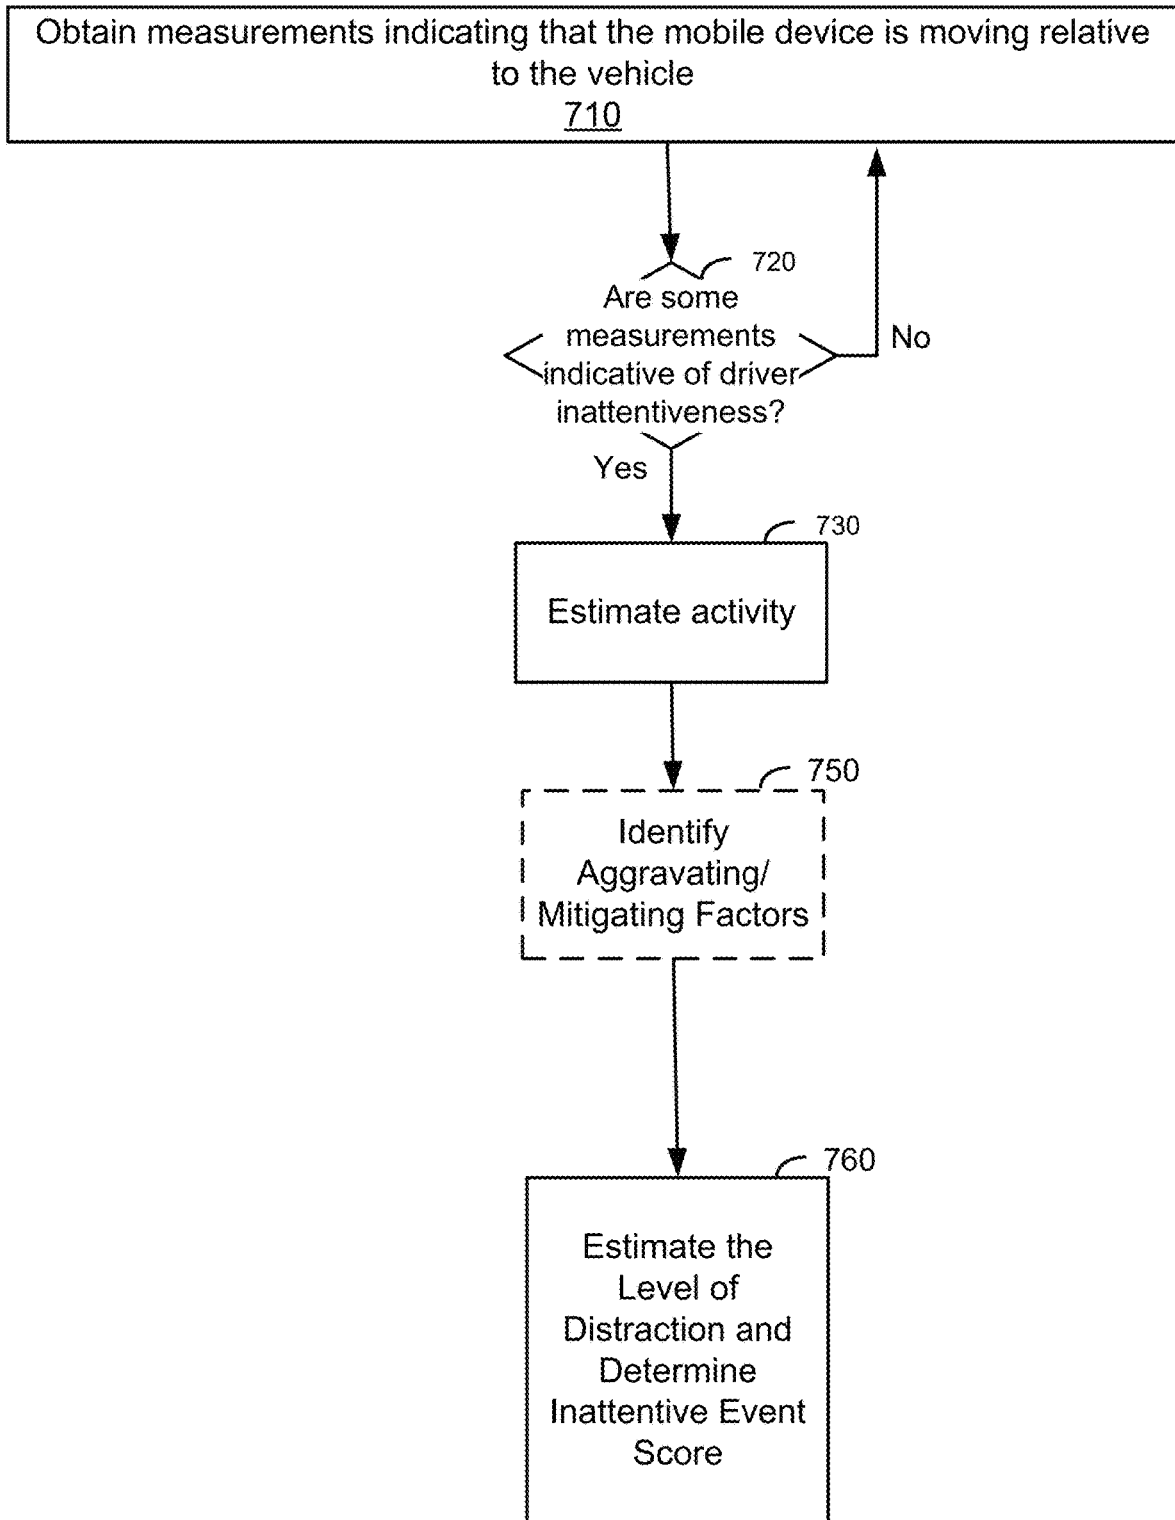 Obtain measurements indicating that the mobile device is moving relative
to the vehicle
710
720
Are some
measurements
indicative of driver
inattentiveness?
No
Yes
730
Estimate activity
750
Identify
Aggravating/
Mitigating Factors
760
Estimate the
Level of
Distraction and
Determine
Inattentive Event
Score